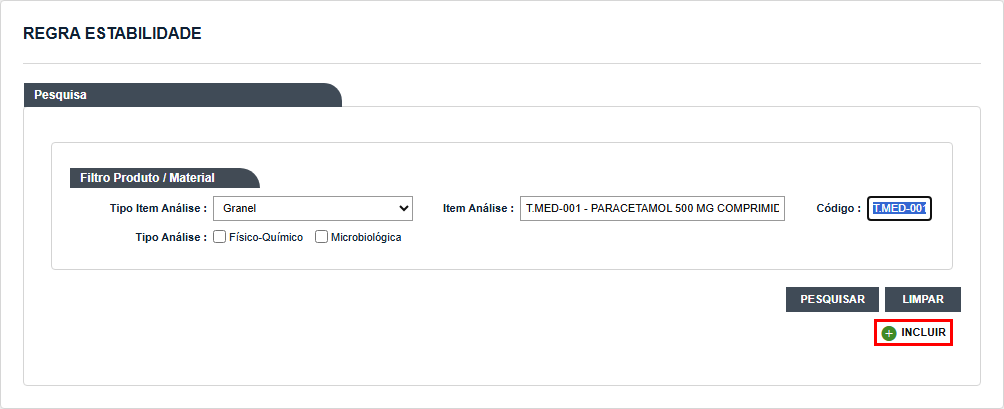 REGRA ESTABILIDADE
Pesquisa
Filtro Produto / Material
Tipo Item Análise : Granel Item Análise : T.MED-001 - PARACETAMOL 500 MG COMPRIMID Código : T.MED-001
Tipo Análise : Físico-Químico Microbiológica
PESQUISAR LIMPAR
INCLUIR